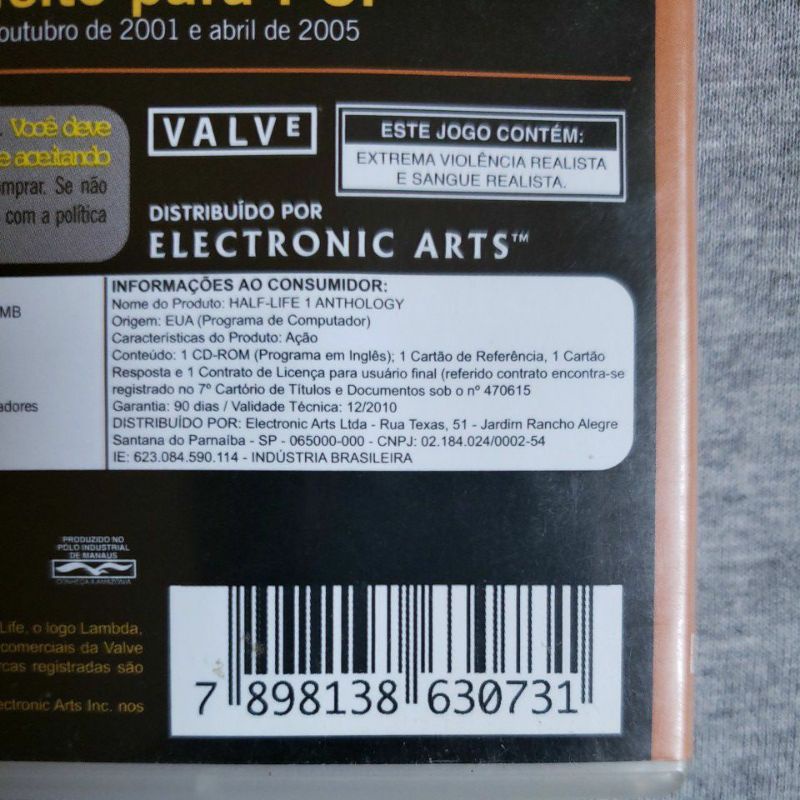 outubro de 2001 e abril de 2005
VALVE
ESTE JOGO CONTÉM:
EXTREMA VIOLÊNCIA REALISTA
E SANGUE REALISTA.
. Você deve
e aceitando
omprar. Se não
com a política
DISTRIBUÍDO POR
ELECTRONIC ARTS™
MB
adores
INFORMAÇÕES AO CONSUMIDOR:
Nome do Produto: HALF-LIFE 1 ANTHOLOGY
Origem: EUA (Programa de Computador)
Características do Produto: Ação
Conteúdo: 1 CD-ROM (Programa em Inglês); 1 Cartão de Referência, 1 Cartão
Resposta e 1 Contrato de Licença para usuário final (referido contrato encontra-se
registrado no 7º Cartório de Títulos e Documentos sob o nº 470615
Garantia: 90 dias / Validade Técnica: 12/2010
DISTRIBUÍDO POR: Electronic Arts Ltda - Rua Texas, 51 - Jardim Rancho Alegre
Santana do Parnaíba - SP - 065000-000 - CNPJ: 02.184.024/0002-54
IE: 623.084.590.114 - INDÚSTRIA BRASILEIRA
PRODUZIDO NO
PÓLO INDUSTRIAL
DE MANAUS
CONHEÇA A AMAZÔNIA
Life, o logo Lambda,
comerciais da Valve
rcas registradas são
ectronic Arts Inc. nos
7 898138 630731